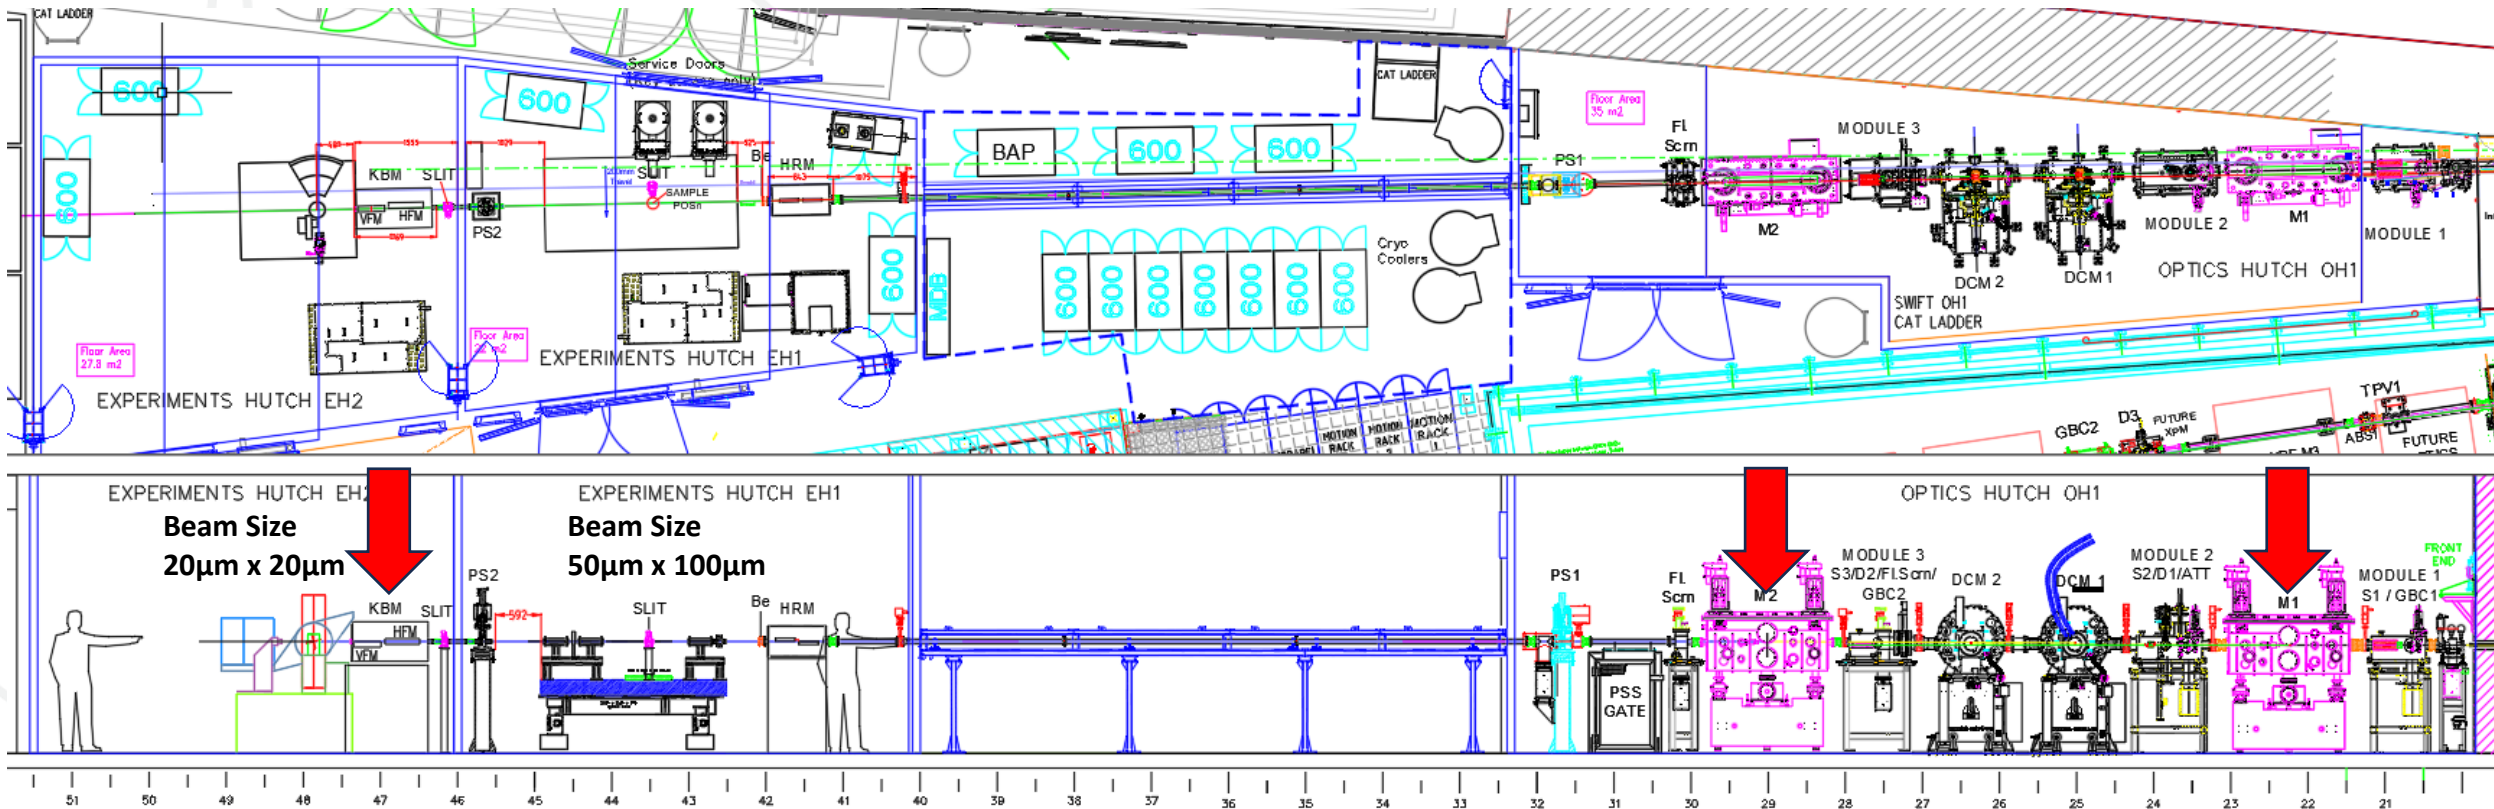 CAT LADDER
600
600
600
KBM
SLIT
VFM
HFM
PS2
Floor Area
27.8 m2
Floor Area
EXPERIMENTS HUTCH EH2
EXPERIMENTS HUTCH EH1
Service Doors
Be
HRM
SAMPLE
POSn
600
MDB
BAP
600
600
CAT LADDER
Cryo
Coolers
600
600
600
600
600
600
600
MOTION
RACK
MOTION
RACK
MOTION
RACK
1
Floor Area
35 m2
PS1
Fl
Scrn
M2
MODULE 3
DCM 2
DCM 1
MODULE 2
M1
MODULE 1
OPTICS HUTCH OH1
SWIFT OH1
CAT LADDER
GBC2
D3
FUTURE
XPM
TPV1
ABS1
FUTURE
EXPERIMENTS HUTCH EH2
Beam Size
20µm x 20µm
KBM
SLIT
HFM
VFM
PS2
592
EXPERIMENTS HUTCH EH1
Beam Size
50µm x 100µm
SLIT
Be
HRM
OPTICS HUTCH OH1
PS1
PSS
GATE
Fl
Scrn
M2
MODULE 3
S3/D2/Fl.Scrn/
GBC2
DCM 2
DCM 1
MODULE 2
S2/D1/ATT
M1
MODULE 1
S1 / GBC1
FRONT
END
51 50 49 48 47 46 45 44 43 42 41 40 39 38 37 36 35 34 33 32 31 30 29 28 27 26 25 24 23 22 21